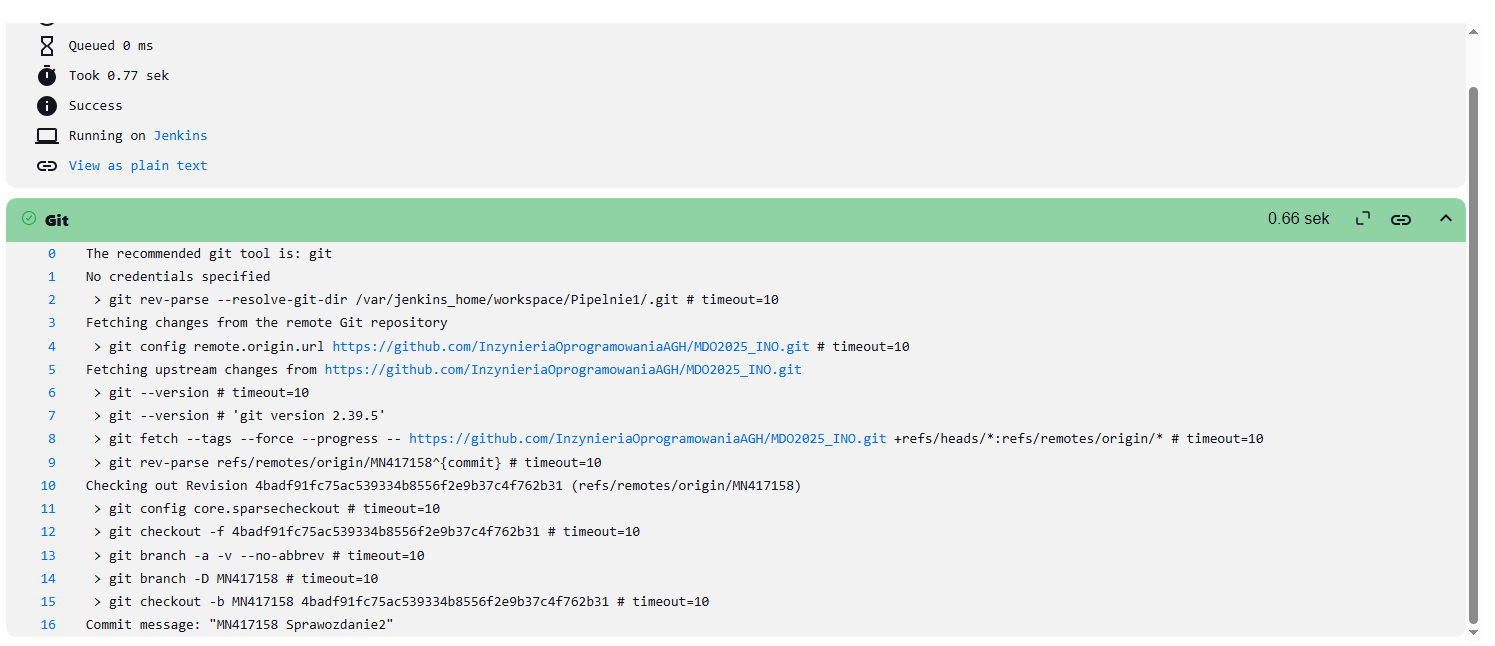 Queued 0 ms
Took 0.77 sek
Success
Running on Jenkins
View as plain text
Git 0.66 sek
0 The recommended git tool is: git
1 No credentials specified
2 > git rev-parse --resolve-git-dir /var/jenkins_home/workspace/Pipelnie1/.git # timeout=10
3 Fetching changes from the remote Git repository
4 > git config remote.origin.url https://github.com/InzynieriaOprogramowaniaAGH/MDO2025_INO.git # timeout=10
5 Fetching upstream changes from https://github.com/InzynieriaOprogramowaniaAGH/MDO2025_INO.git
6 > git --version # timeout=10
7 > git --version # 'git version 2.39.5'
8 > git fetch --tags --force --progress -- https://github.com/InzynieriaOprogramowaniaAGH/MDO2025_INO.git +refs/heads/*:refs/remotes/origin/* # timeout=10
9 > git rev-parse refs/remotes/origin/MN417158^{commit} # timeout=10
10 Checking out Revision 4badf91fc75ac539334b8556f2e9b37c4f762b31 (refs/remotes/origin/MN417158)
11 > git config core.sparsecheckout # timeout=10
12 > git checkout -f 4badf91fc75ac539334b8556f2e9b37c4f762b31 # timeout=10
13 > git branch -a -v --no-abbrev # timeout=10
14 > git branch -D MN417158 # timeout=10
15 > git checkout -b MN417158 4badf91fc75ac539334b8556f2e9b37c4f762b31 # timeout=10
16 Commit message: "MN417158 Sprawozdanie2"